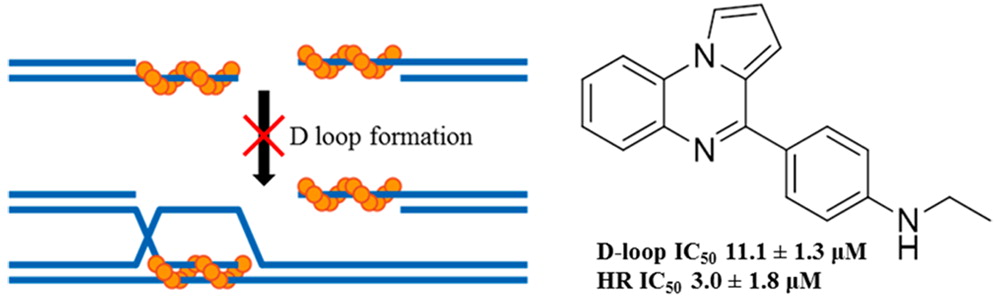 D loop formation
N
N
N
H
D-loop IC₅₀ 11.1 ± 1.3 μM
HR IC₅₀ 3.0 ± 1.8 μM